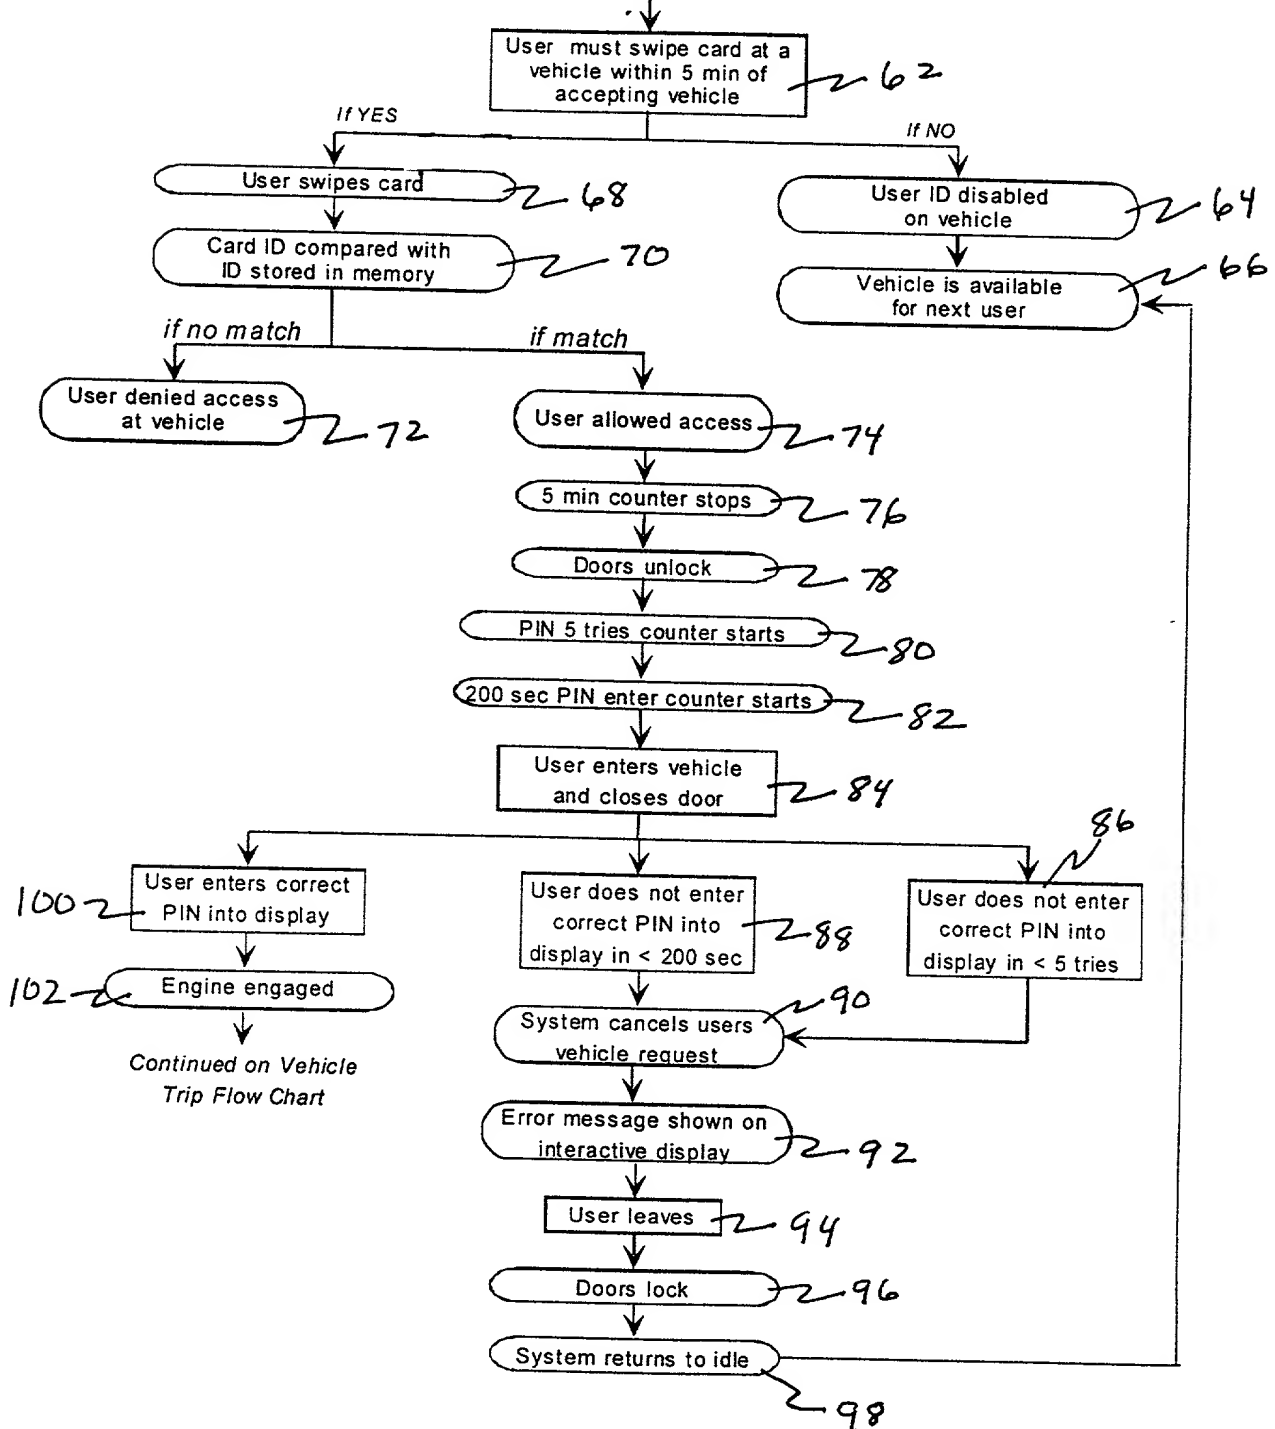 User must swipe card at a
vehicle within 5 min of
accepting vehicle
62
If YES
If NO
User swipes card
68
User ID disabled
on vehicle
64
Card ID compared with
ID stored in memory
70
Vehicle is available
for next user
66
if no match
if match
User denied access
at vehicle
72
User allowed access
74
5 min counter stops
76
Doors unlock
78
PIN 5 tries counter starts
80
200 sec PIN enter counter starts
82
User enters vehicle
and closes door
84
86
100
User enters correct
PIN into display
User does not enter
correct PIN into
display in < 200 sec
88
User does not enter
correct PIN into
display in < 5 tries
102
Engine engaged
Continued on Vehicle
Trip Flow Chart
System cancels users
vehicle request
90
Error message shown on
interactive display
92
User leaves
94
Doors lock
96
System returns to idle
98